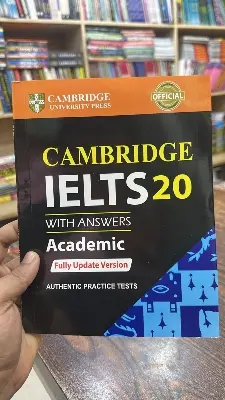 CAMBRIDGE
UNIVERSITY PRESS
OFFICIAL
CAMBRIDGE
IELTS 20
WITH ANSWERS
Academic
Fully Update Version
AUTHENTIC PRACTICE TESTS